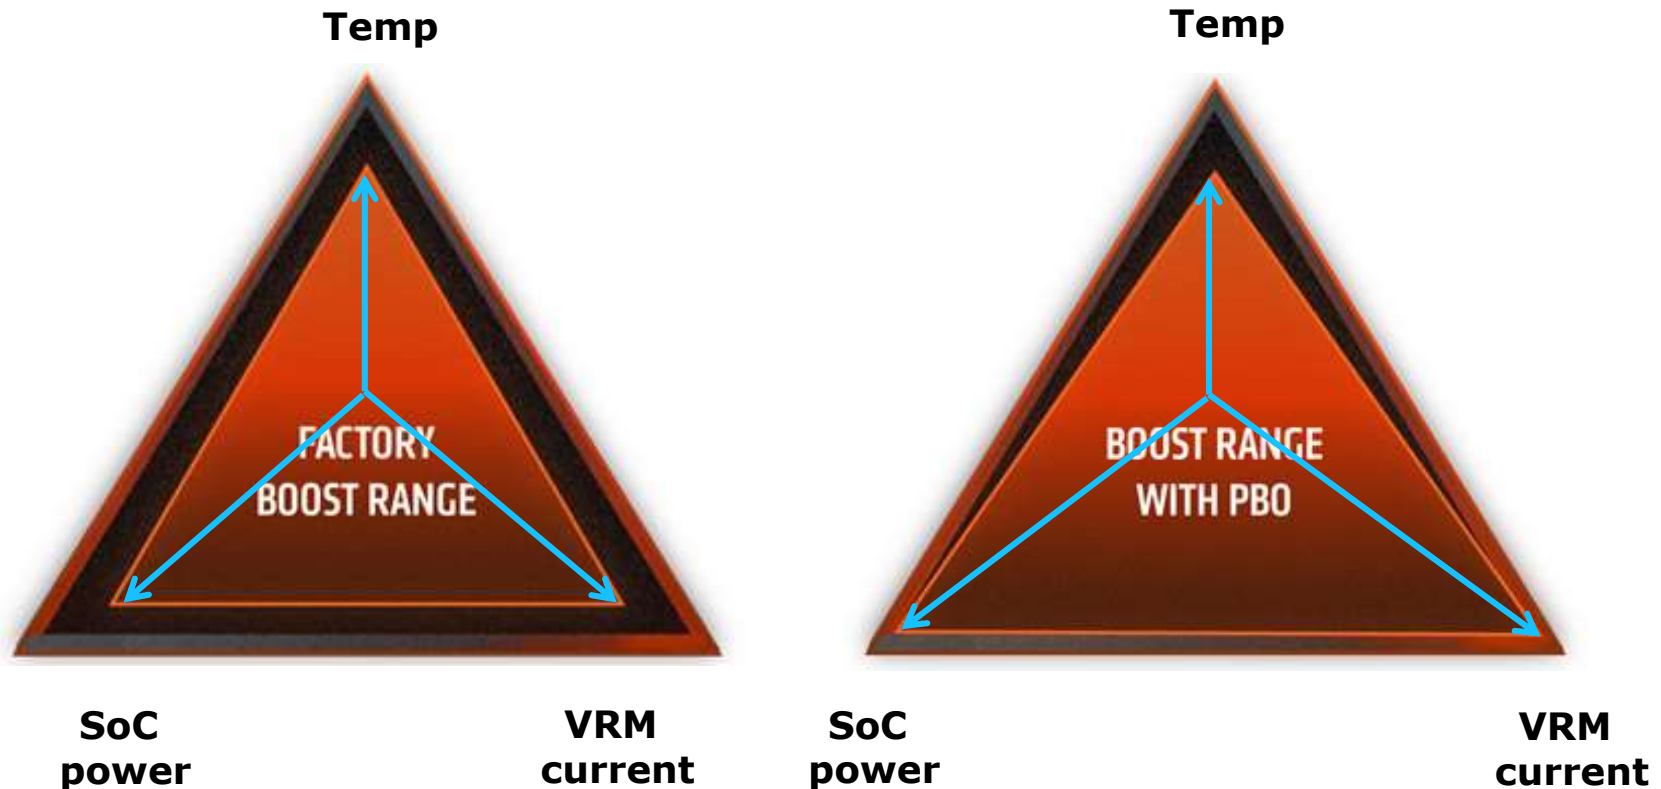 Temp
FACTORY
BOOST RANGE
SoC
power
VRM
current
Temp
BOOST RANGE
WITH PBO
SoC
power
VRM
current